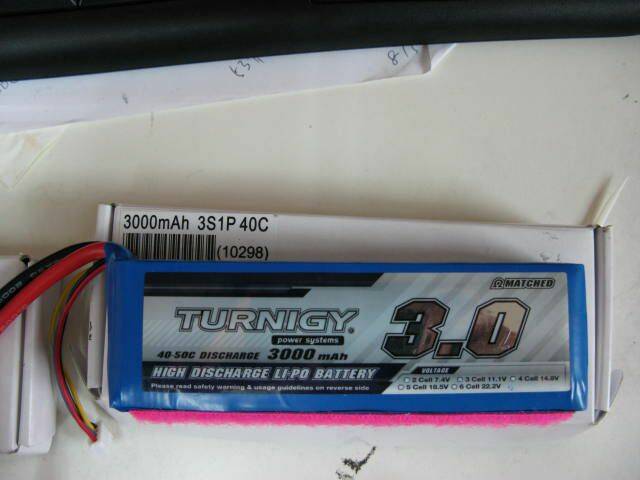 3000mAh 3S1P 40C
(10298)
ΩMATCHED
TURNIGY®
power systems
3.0
40-50C DISCHARGE 3000 mAh
HIGH DISCHARGE LI-PO BATTERY
Please read safety warning & usage guidelines on reverse side
VOLTAGE
2 Cell 7.4V 3 Cell 11.1V 4 Cell 14.8V
5 Cell 18.5V 6 Cell 22.2V